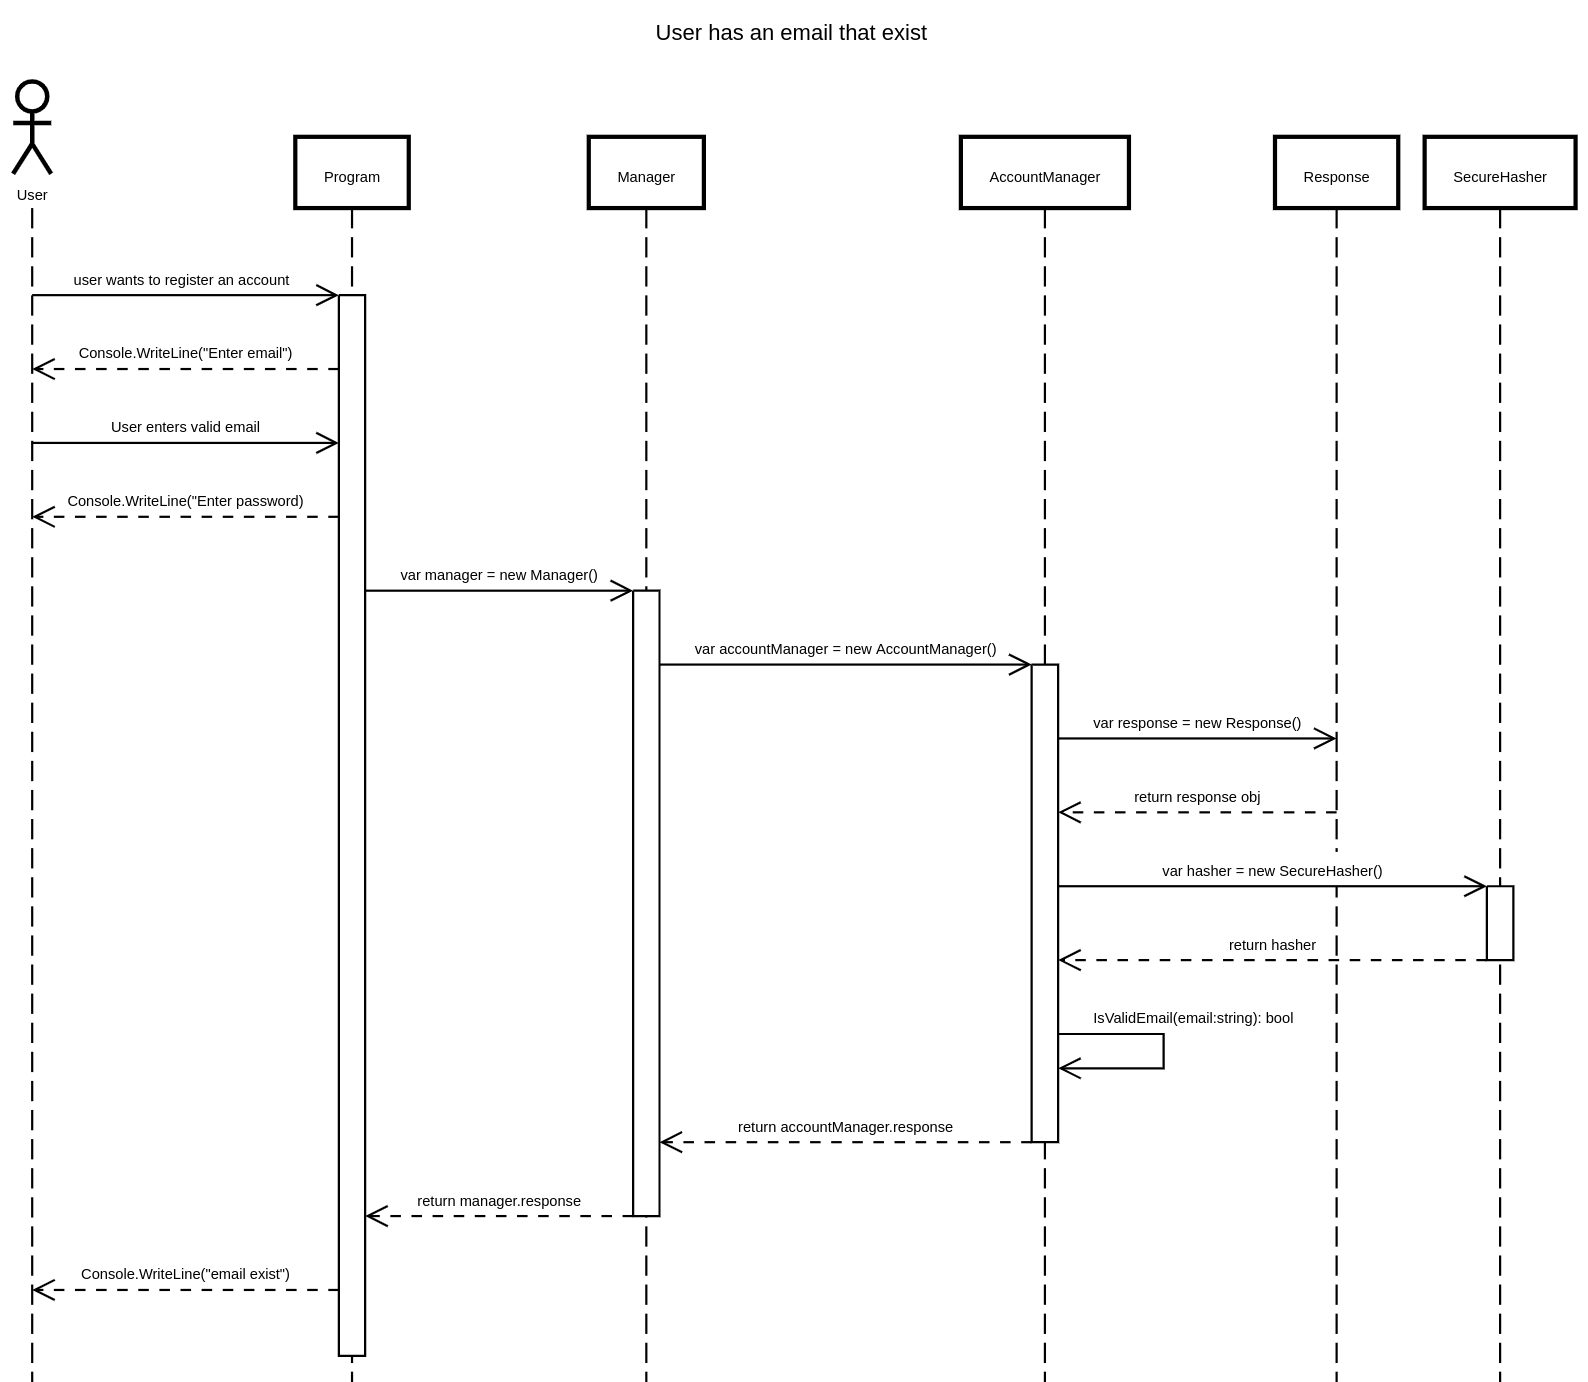 User has an email that exist
User
Program
Manager
AccountManager
Response
SecureHasher
user wants to register an account
Console.WriteLine("Enter email")
User enters valid email
Console.WriteLine("Enter password)
var manager = new Manager()
var accountManager = new AccountManager()
var response = new Response()
return response obj
var hasher = new SecureHasher()
return hasher
IsValidEmail(email:string): bool
return accountManager.response
return manager.response
Console.WriteLine("email exist")